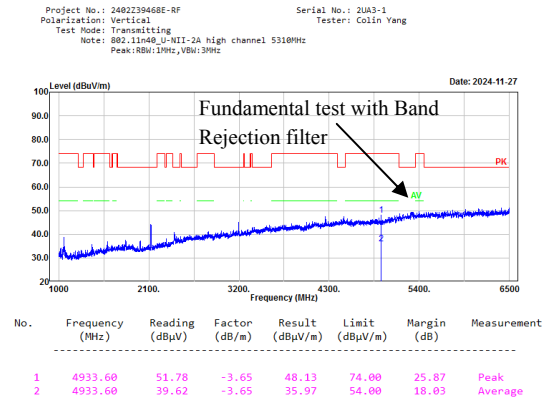 Project No.: 2402Z39468E-RF Serial No.: 2UA3-1
Polarization: Vertical Tester: Colin Yang
Test Mode: Transmitting
Note: 802.11n40_U-NII-2A high channel 5310MHz
Peak:RBW:1MHz,VBW:3MHz
Level (dBuV/m) Date: 2024-11-27
100
90.0
80.0
70.0
60.0
50.0
40.0
30.0
20
Fundamental test with Band
Rejection filter
PK
AV
1
2
1000 2100. 3200. 4300. 5400. 6500
Frequency (MHz)
No. Frequency Reading Factor Result Limit Margin Measurement
(MHz) (dBμV) (dB/m) (dBμV/m) (dBμV/m) (dB)
1 4933.60 51.78 -3.65 48.13 74.00 25.87 Peak
2 4933.60 39.62 -3.65 35.97 54.00 18.03 Average